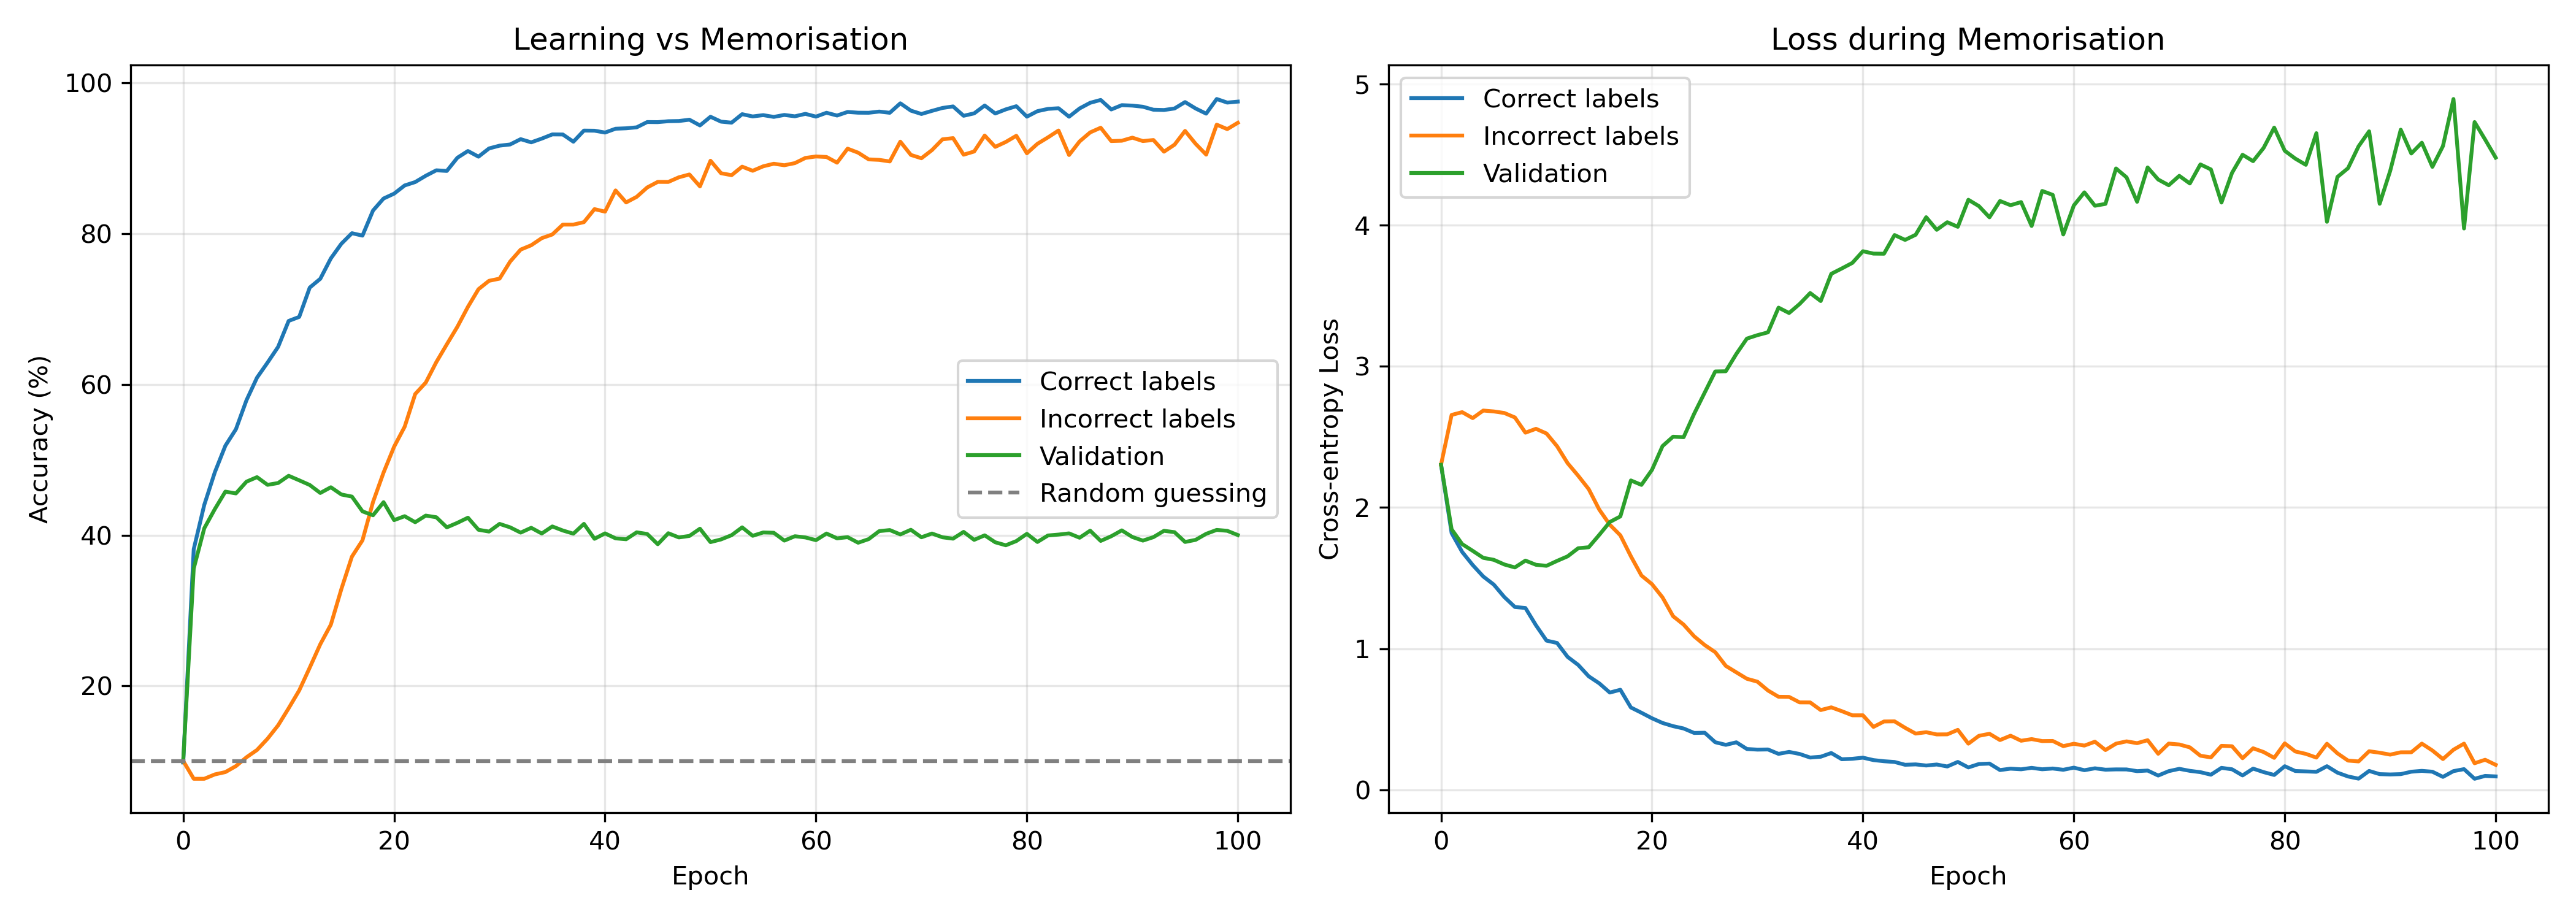 Learning vs Memorisation
100
80
60
40
20
Accuracy (%)
Correct labels
Incorrect labels
Validation
Random guessing
0
20
40
60
80
100
Epoch
Loss during Memorisation
5
4
3
2
1
0
Cross-entropy Loss
Correct labels
Incorrect labels
Validation
0
20
40
60
80
100
Epoch